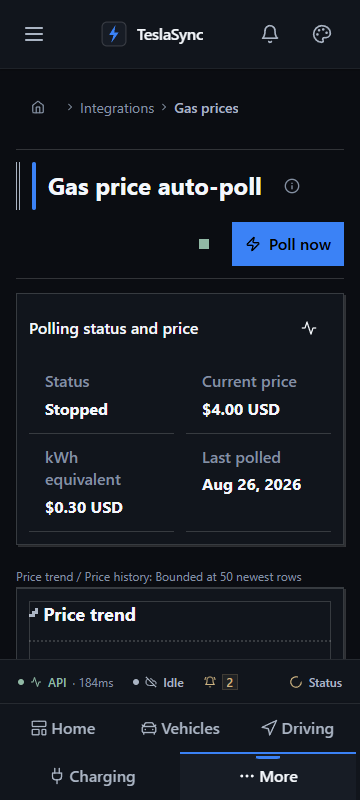 TeslaSync
Integrations
Gas prices
Gas price auto-poll
Poll now
Polling status and price
Status
Current price
Stopped
$4.00 USD
kWh
equivalent
Last polled
$0.30 USD
Aug 26, 2026
Price trend / Price history: Bounded at 50 newest rows
Price trend
API · 184ms
Idle
2
Status
Home
Vehicles
Driving
Charging
More